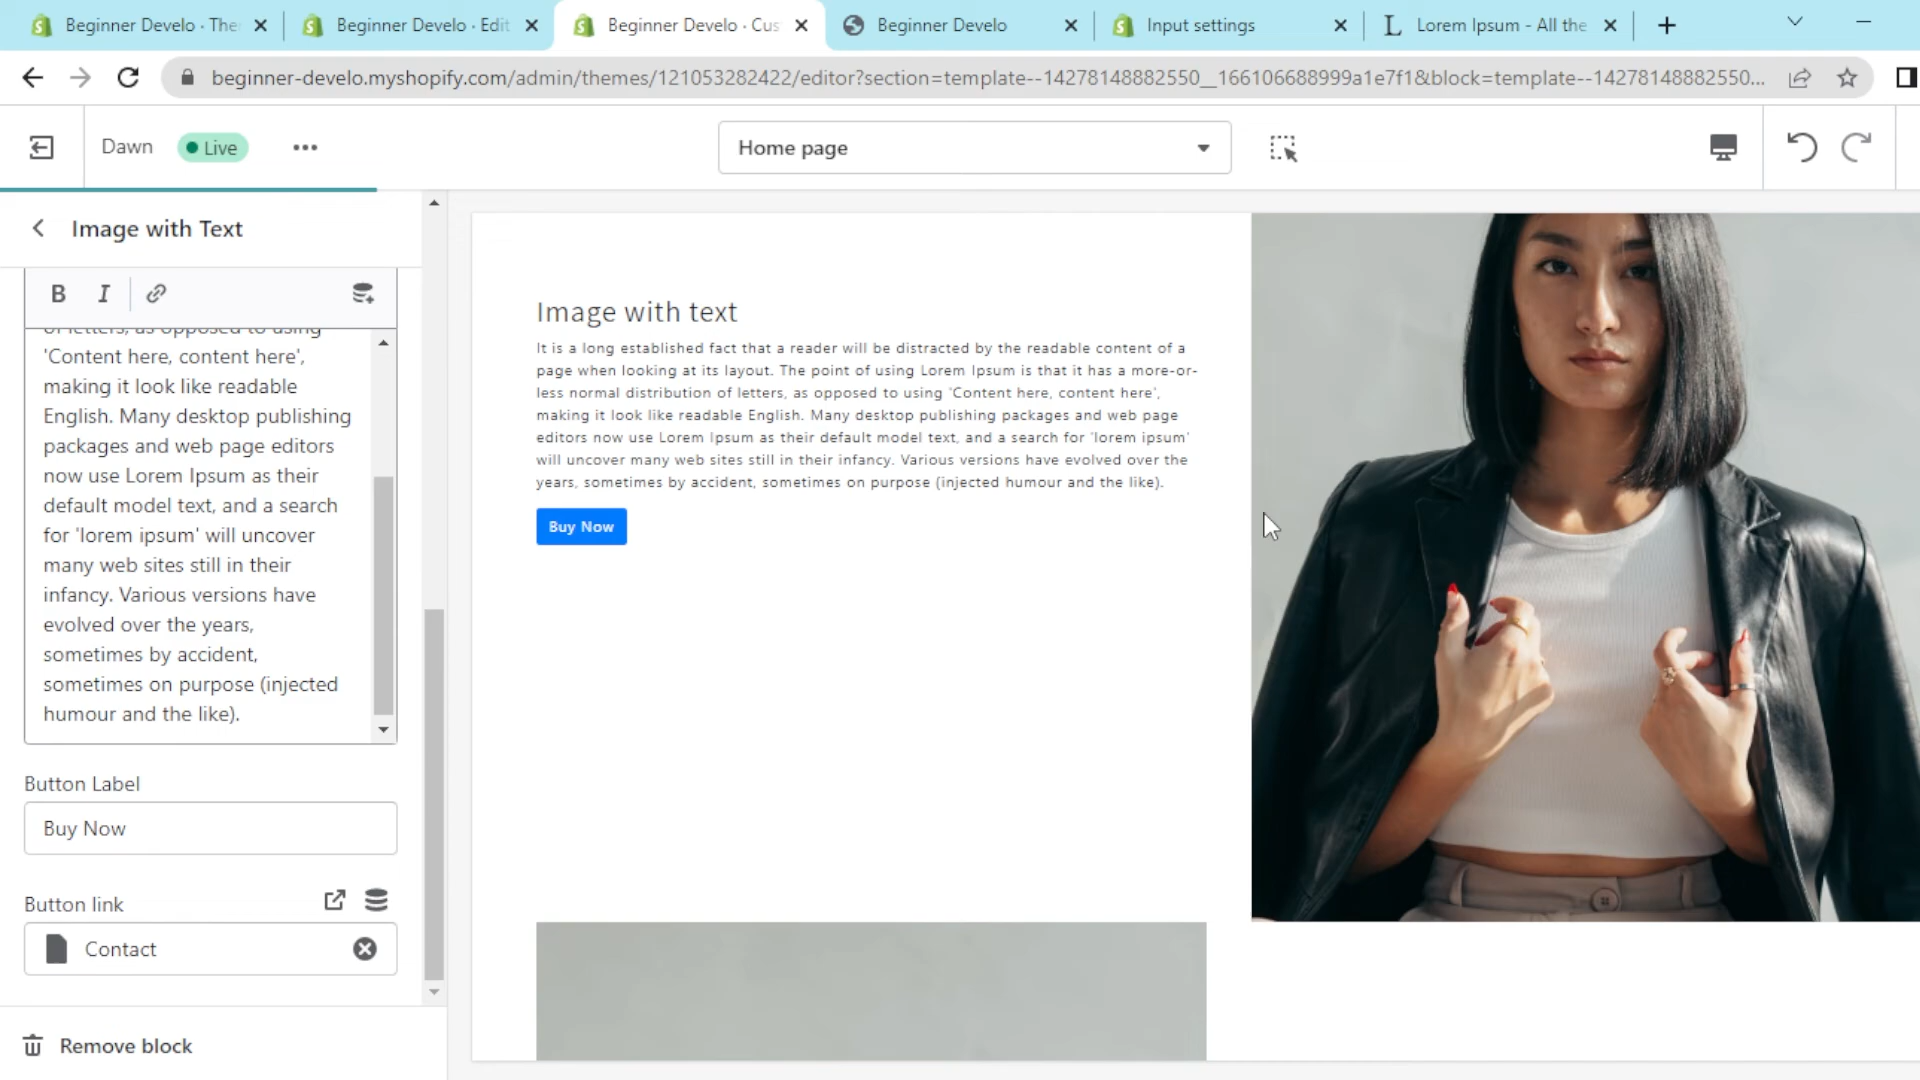 Beginner Develo · The
Beginner Develo · Edit
Beginner Develo · Cus
Beginner Develo
Input settings
L
Lorem Ipsum - All the
beginner-develo.myshopify.com/admin/themes/121053282422/editor?section=template--14278148882550__166106688999a1e7f1&block=template--14278148882550...
Dawn
Live
Home page
Image with Text
B I
of letters, as opposed to using
'Content here, content here',
making it look like readable
English. Many desktop publishing
packages and web page editors
now use Lorem Ipsum as their
default model text, and a search
for 'lorem ipsum' will uncover
many web sites still in their
infancy. Various versions have
evolved over the years,
sometimes by accident,
sometimes on purpose (injected
humour and the like).
Button Label
Buy Now
Button link
Contact
Remove block
Image with text
It is a long established fact that a reader will be distracted by the readable content of a
page when looking at its layout. The point of using Lorem Ipsum is that it has a more-or-
less normal distribution of letters, as opposed to using 'Content here, content here',
making it look like readable English. Many desktop publishing packages and web page
editors now use Lorem Ipsum as their default model text, and a search for 'lorem ipsum'
will uncover many web sites still in their infancy. Various versions have evolved over the
years, sometimes by accident, sometimes on purpose (injected humour and the like).
Buy Now